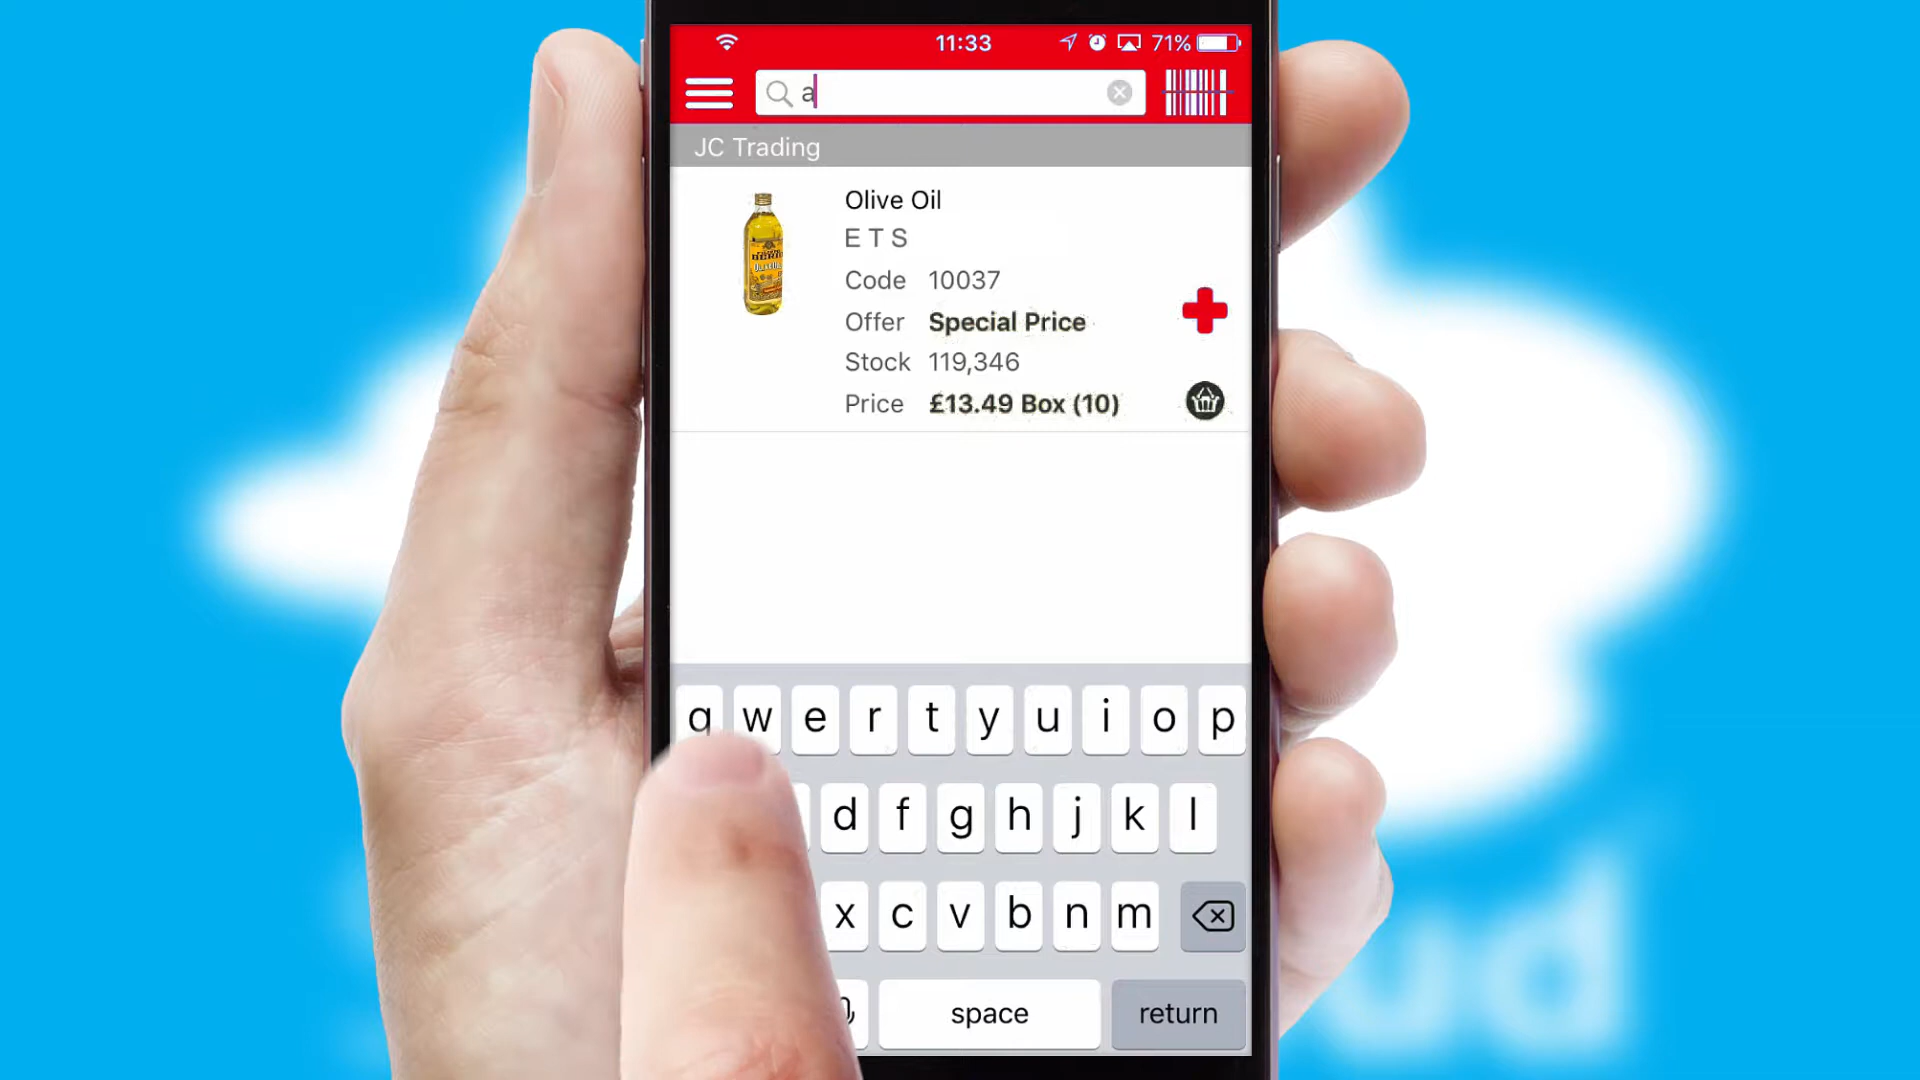 11:33 71%
a
JC Trading
Olive Oil
E T S
Code 10037
Offer Special Price
Stock 119,346
Price £13.49 Box (10)
q w e r t y u i o p
d f g h j k l
x c v b n m
space return
ud